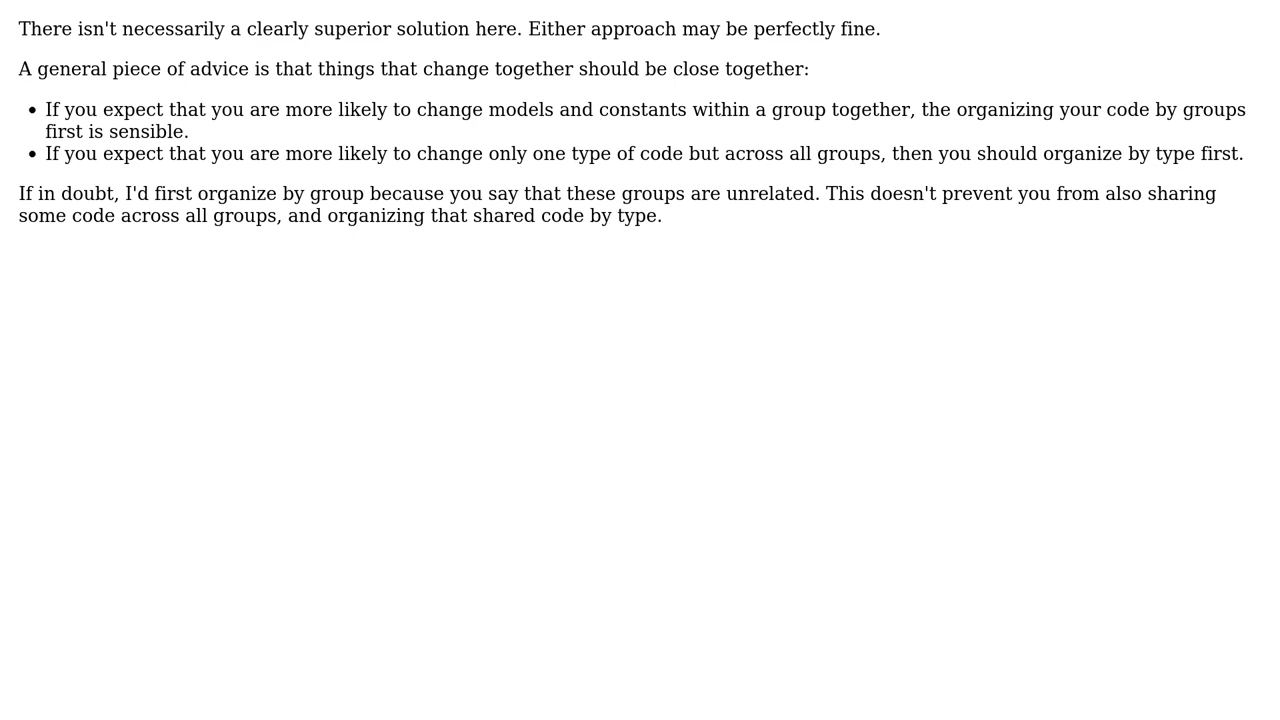 There isn't necessarily a clearly superior solution here. Either approach may be perfectly fine.
A general piece of advice is that things that change together should be close together:
• If you expect that you are more likely to change models and constants within a group together, the organizing your code by groups
first is sensible.
• If you expect that you are more likely to change only one type of code but across all groups, then you should organize by type first.
If in doubt, I'd first organize by group because you say that these groups are unrelated. This doesn't prevent you from also sharing
some code across all groups, and organizing that shared code by type.